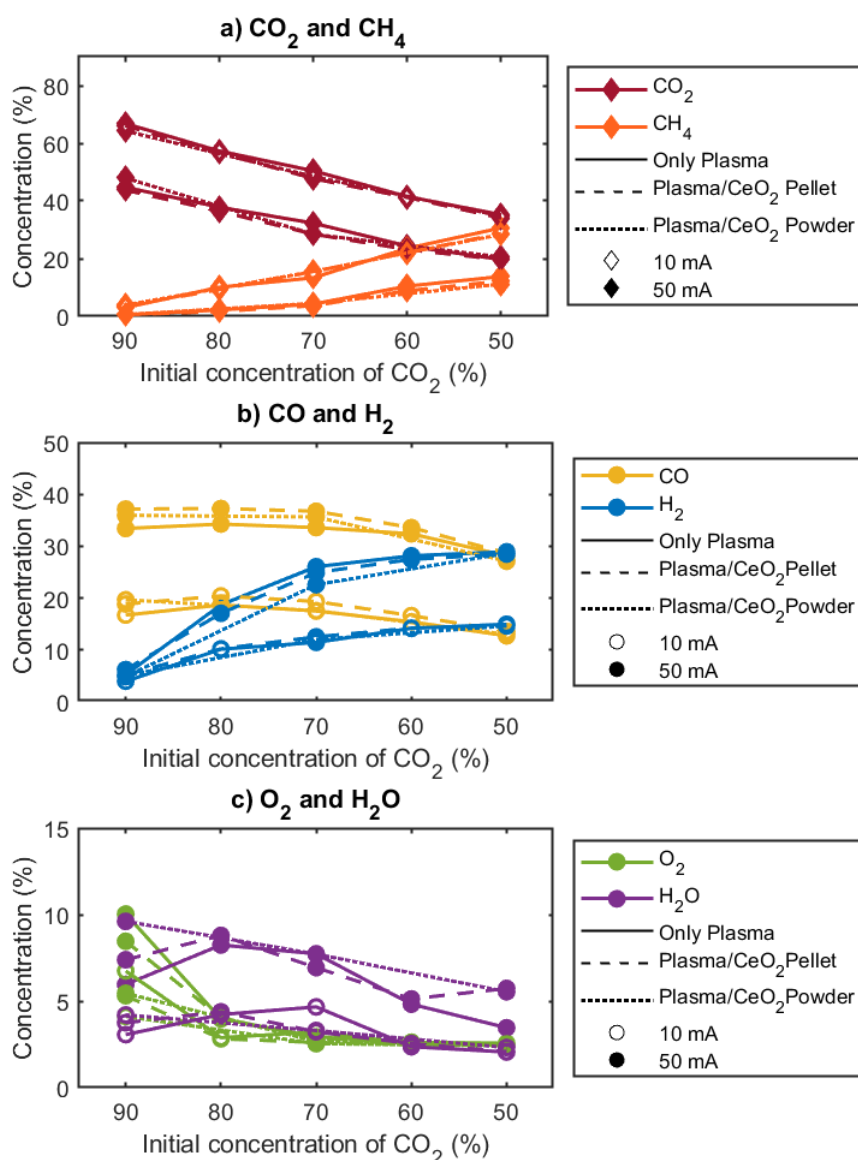 a) CO₂ and CH₄
Concentration (%)
80
60
40
20
0
90 80 70 60 50
Initial concentration of CO₂ (%)
CO₂
CH₄
Only Plasma
Plasma/CeO₂ Pellet
Plasma/CeO₂ Powder
10 mA
50 mA
b) CO and H₂
Concentration (%)
50
40
30
20
10
0
90 80 70 60 50
Initial concentration of CO₂ (%)
CO
H₂
Only Plasma
Plasma/CeO₂Pellet
Plasma/CeO₂Powder
10 mA
50 mA
c) O₂ and H₂O
Concentration (%)
15
10
5
0
90 80 70 60 50
Initial concentration of CO₂ (%)
O₂
H₂O
Only Plasma
Plasma/CeO₂Pellet
Plasma/CeO₂Powder
10 mA
50 mA